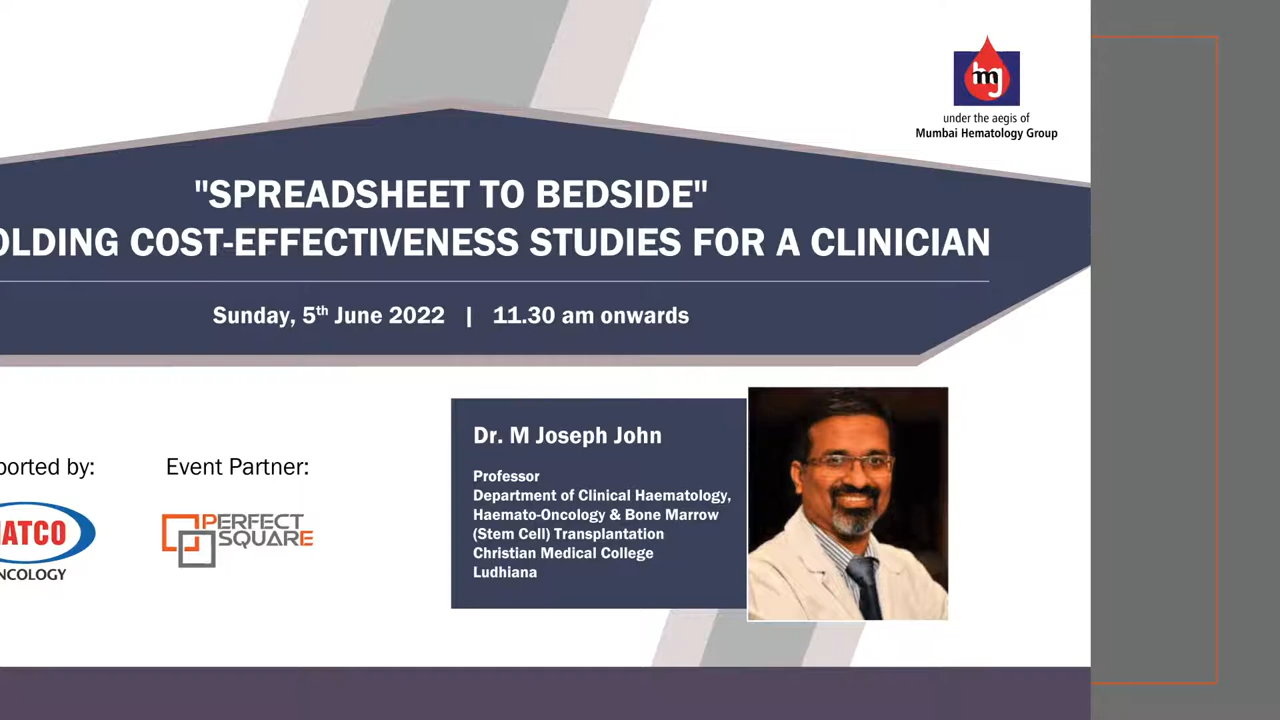 mg
under the aegis of
Mumbai Hematology Group
"SPREADSHEET TO BEDSIDE"
OLDING COST-EFFECTIVENESS STUDIES FOR A CLINICIAN
Sunday, 5th June 2022 | 11.30 am onwards
ported by:
Event Partner:
ATCO
NCOLOGY
PERFECT
SQUARE
Dr. M Joseph John
Professor
Department of Clinical Haematology,
Haemato-Oncology & Bone Marrow
(Stem Cell) Transplantation
Christian Medical College
Ludhiana